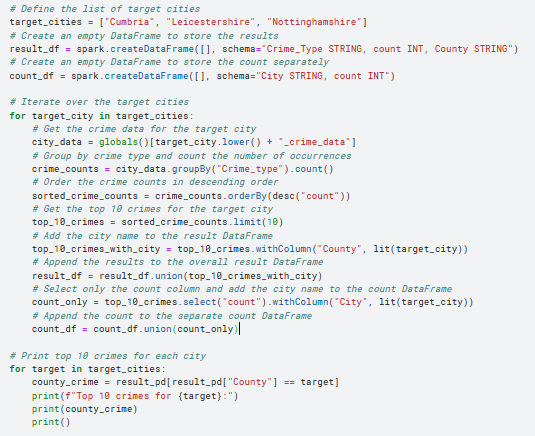 # Define the list of target cities
target_cities = ["Cumbria", "Leicestershire", "Nottinghamshire"]
# Create an empty DataFrame to store the results
result_df = spark.createDataFrame([], schema="Crime_Type STRING, count INT, County STRING")
# Create an empty DataFrame to store the count separately
count_df = spark.createDataFrame([], schema="City STRING, count INT")

# Iterate over the target cities
for target_city in target_cities:
    # Get the crime data for the target city
    city_data = globals()[target_city.lower() + "_crime_data"]
    # Group by crime type and count the number of occurrences
    crime_counts = city_data.groupBy("Crime_type").count()
    # Order the crime counts in descending order
    sorted_crime_counts = crime_counts.orderBy(desc("count"))
    # Get the top 10 crimes for the target city
    top_10_crimes = sorted_crime_counts.limit(10)
    # Add the city name to the result DataFrame
    top_10_crimes_with_city = top_10_crimes.withColumn("County", lit(target_city))
    # Append the results to the overall result DataFrame
    result_df = result_df.union(top_10_crimes_with_city)
    # Select only the count column and add the city name to the count DataFrame
    count_only = top_10_crimes.select("count").withColumn("City", lit(target_city))
    # Append the count to the separate count DataFrame
    count_df = count_df.union(count_only)

# Print top 10 crimes for each city
for target in target_cities:
    county_crime = result_pd[result_pd["County"] == target]
    print(f"Top 10 crimes for {target}:")
    print(county_crime)
    print()